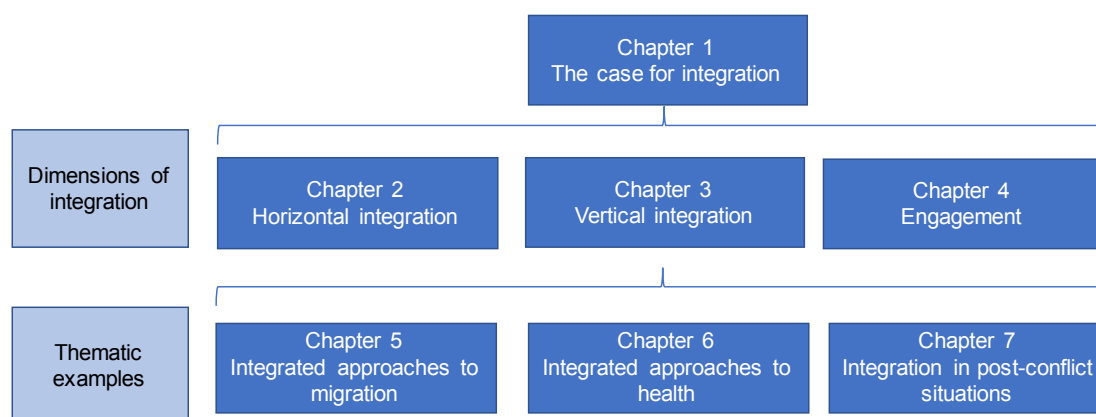 Chapter 1
The case for integration
Dimensions of
integration
Chapter 2
Horizontal integration
Chapter 3
Vertical integration
Chapter 4
Engagement
Thematic
examples
Chapter 5
Integrated approaches to
migration
Chapter 6
Integrated approaches to
health
Chapter 7
Integration in post-conflict
situations